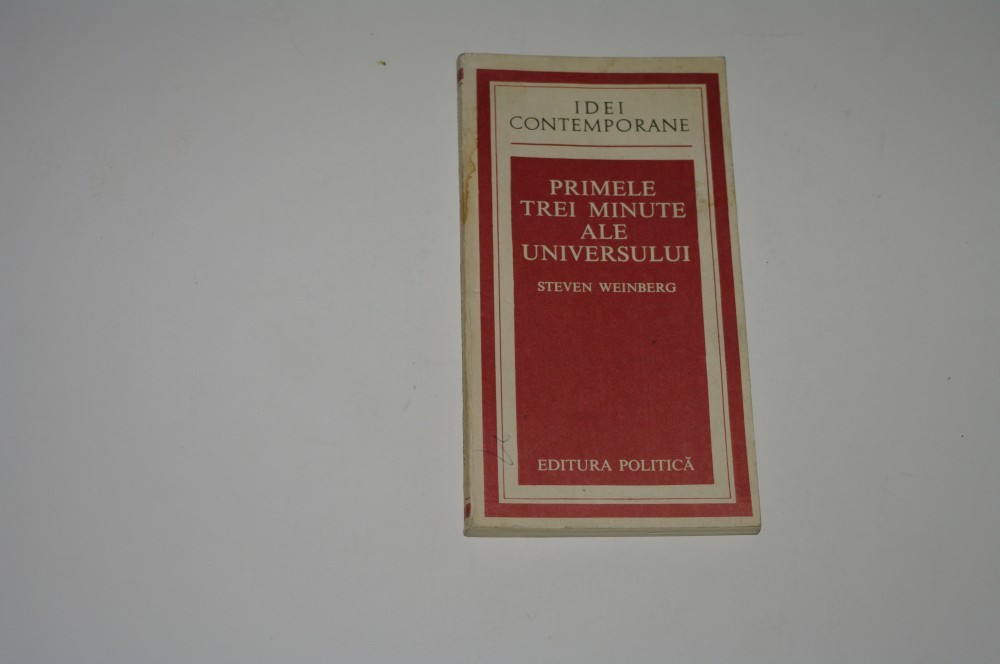 IDEI
CONTEMPORANE
PRIMELE
TREI MINUTE
ALE
UNIVERSULUI
STEVEN WEINBERG
EDITURA POLITICĂ